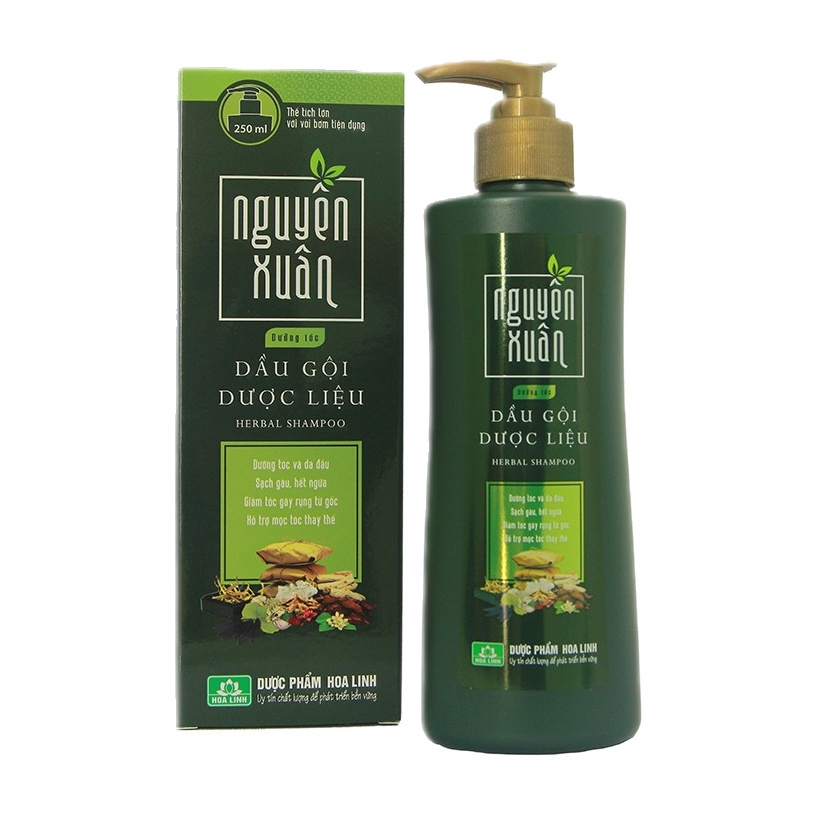 250 ml
Thể tích lớn
với vòi bơm tiện dụng
nguyên
xuân
Dưỡng tóc
DẦU GỘI
DƯỢC LIỆU
HERBAL SHAMPOO
Dưỡng tóc và da đầu
Sạch gàu, hết ngứa
Giảm tóc gãy rụng từ gốc
Hỗ trợ mọc tóc thay thế
HOA LINH
DƯỢC PHẨM HOA LINH
Uy tín chất lượng để phát triển bền vững
nguyên
xuân
Dưỡng tóc
DẦU GỘI
DƯỢC LIỆU
HERBAL SHAMPOO
Dưỡng tóc và da đầu
Sạch gàu, hết ngứa
Giảm tóc gãy rụng từ gốc
Hỗ trợ mọc tóc thay thế
HOA LINH
DƯỢC PHẨM HOA LINH
Uy tín chất lượng để phát triển bền vững